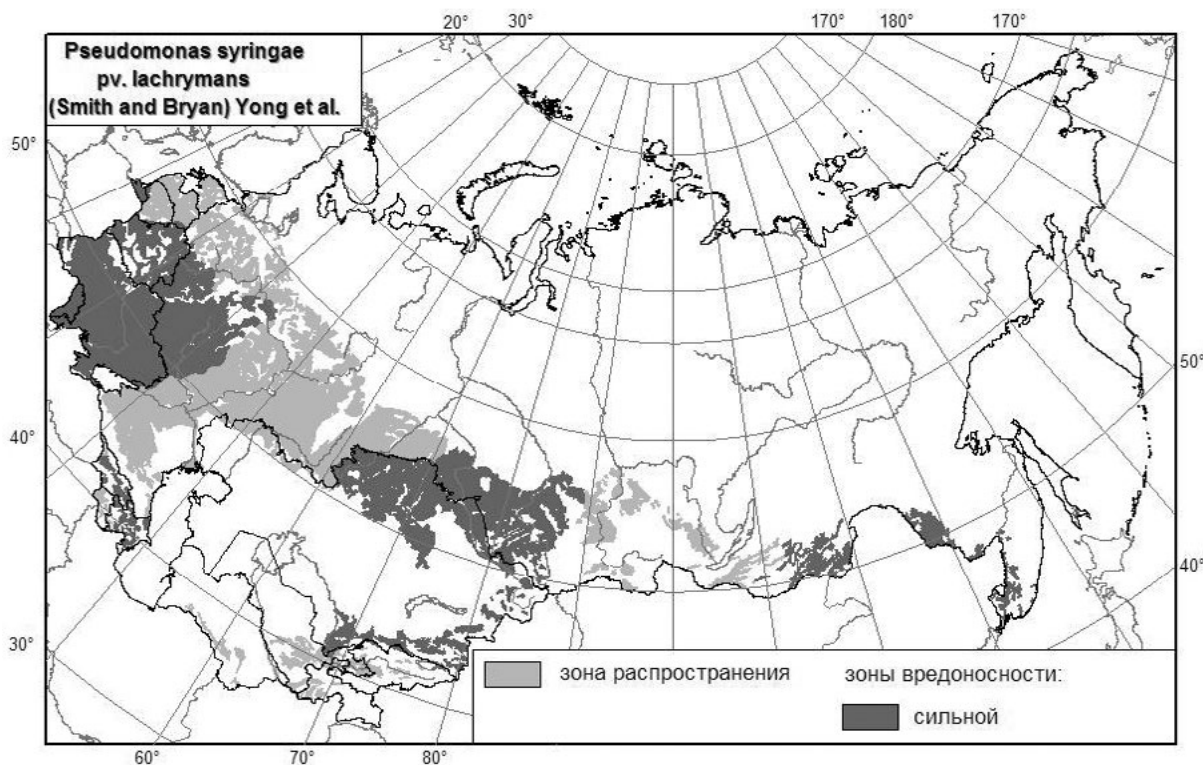 20° 30° 170° 180° 170°
Pseudomonas syringae
pv. lachrymans
(Smith and Bryan) Yong et al.
50°
50°
40°
40°
30°
зона распространения
зоны вредоносности:
сильной
60° 70° 80°